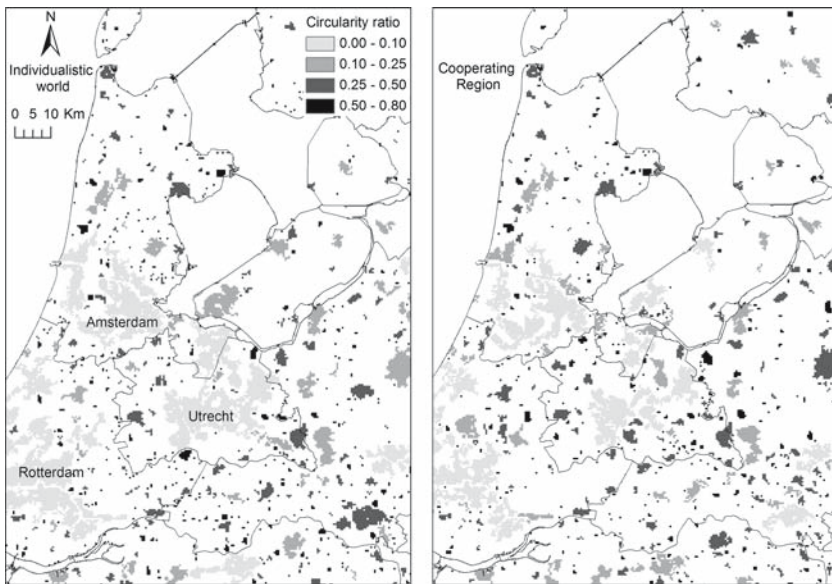 N
Individualistic
world
0 5 10 Km
Circularity ratio
0.00 - 0.10
0.10 - 0.25
0.25 - 0.50
0.50 - 0.80
Amsterdam
Utrecht
Rotterdam
Cooperating
Region